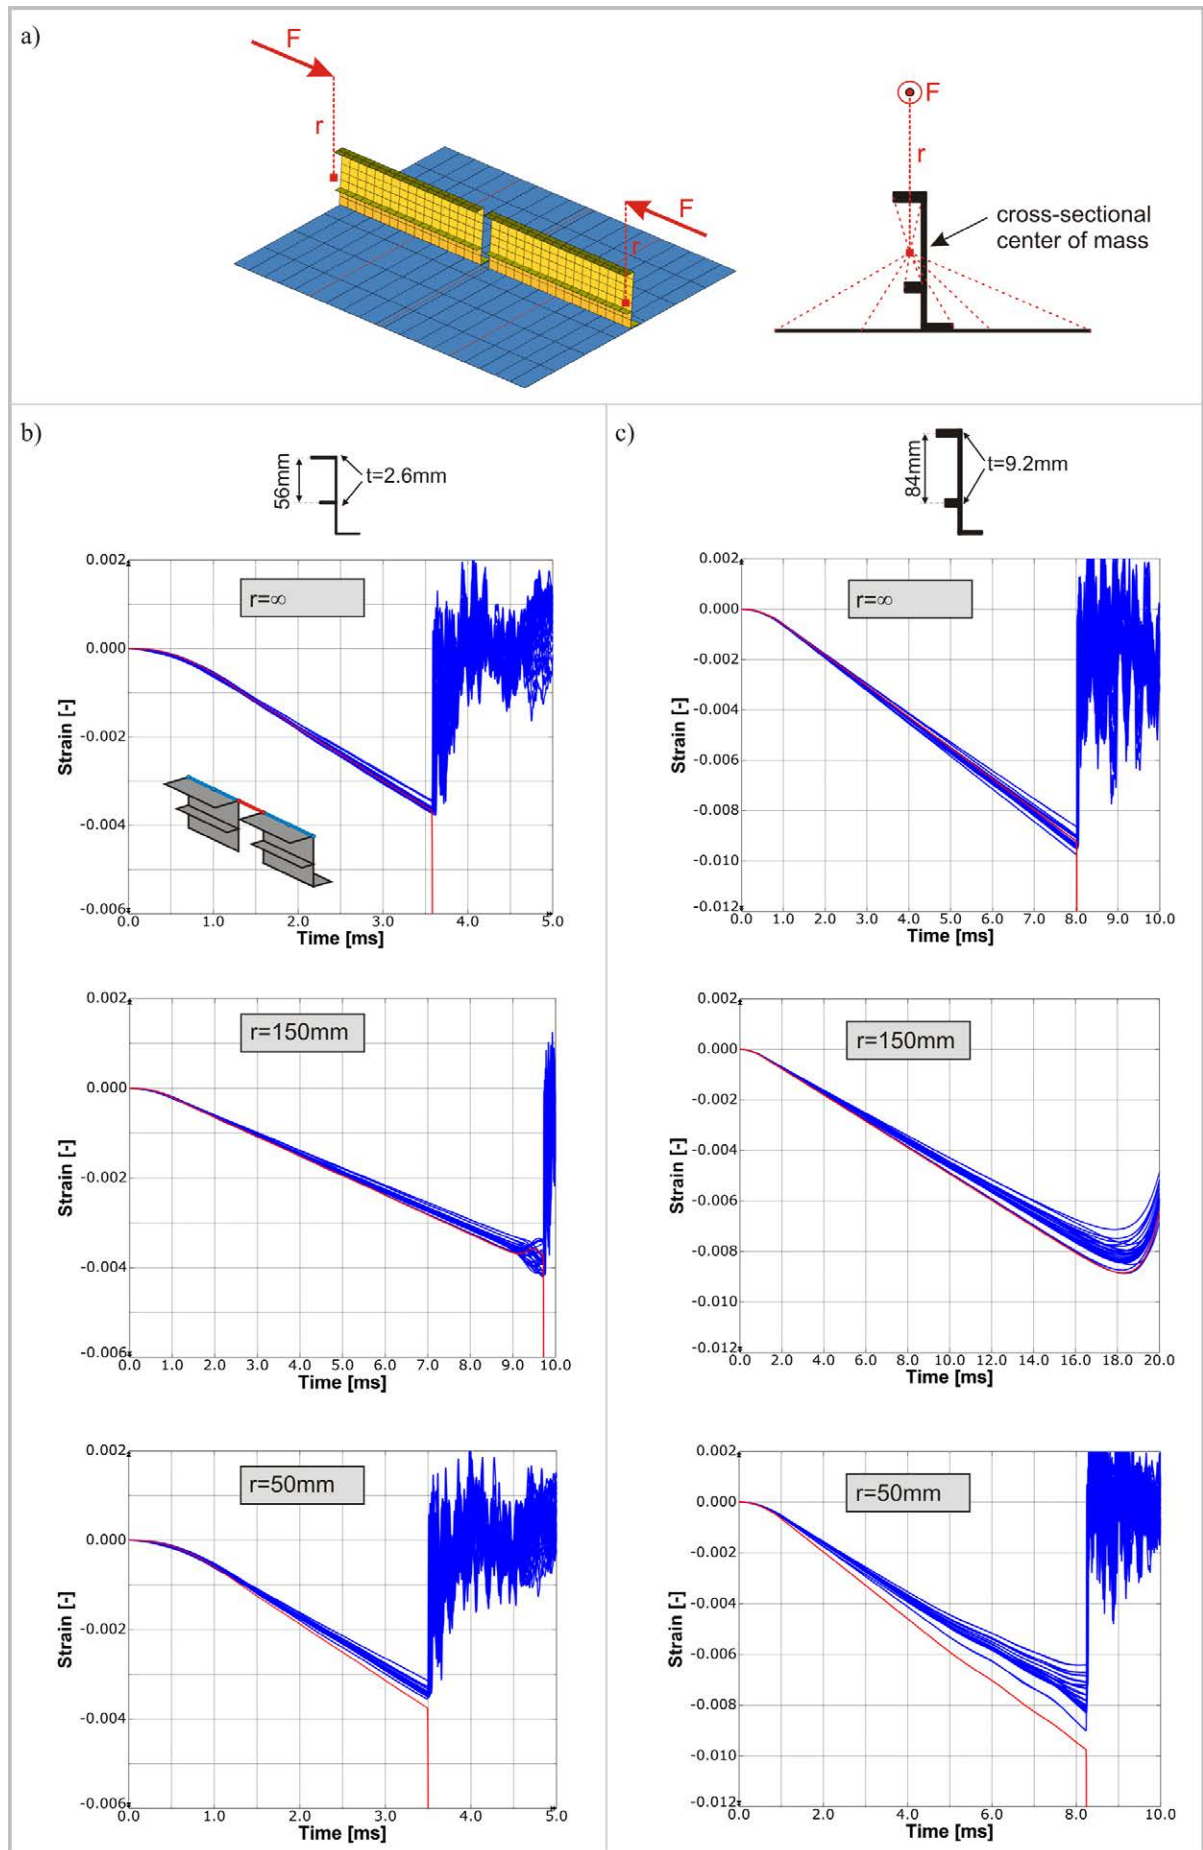 a)
F
r
F
r
F
r
cross-sectional
center of mass
b)
56mm
t=2.6mm
0.002
0.000
-0.002
-0.004
-0.006
Strain [-]
r=∞
0.0 1.0 2.0 3.0 4.0 5.0
Time [ms]
0.002
0.000
-0.002
-0.004
-0.006
Strain [-]
r=150mm
0.0 1.0 2.0 3.0 4.0 5.0 6.0 7.0 8.0 9.0 10.0
Time [ms]
0.002
0.000
-0.002
-0.004
-0.006
Strain [-]
r=50mm
0.0 1.0 2.0 3.0 4.0 5.0
Time [ms]
c)
84mm
t=9.2mm
0.002
0.000
-0.002
-0.004
-0.006
-0.008
-0.010
-0.012
Strain [-]
r=∞
0.0 1.0 2.0 3.0 4.0 5.0 6.0 7.0 8.0 9.0 10.0
Time [ms]
0.002
0.000
-0.002
-0.004
-0.006
-0.008
-0.010
-0.012
Strain [-]
r=150mm
0.0 2.0 4.0 6.0 8.0 10.0 12.0 14.0 16.0 18.0 20.0
Time [ms]
0.002
0.000
-0.002
-0.004
-0.006
-0.008
-0.010
-0.012
Strain [-]
r=50mm
0.0 2.0 4.0 6.0 8.0 10.0
Time [ms]